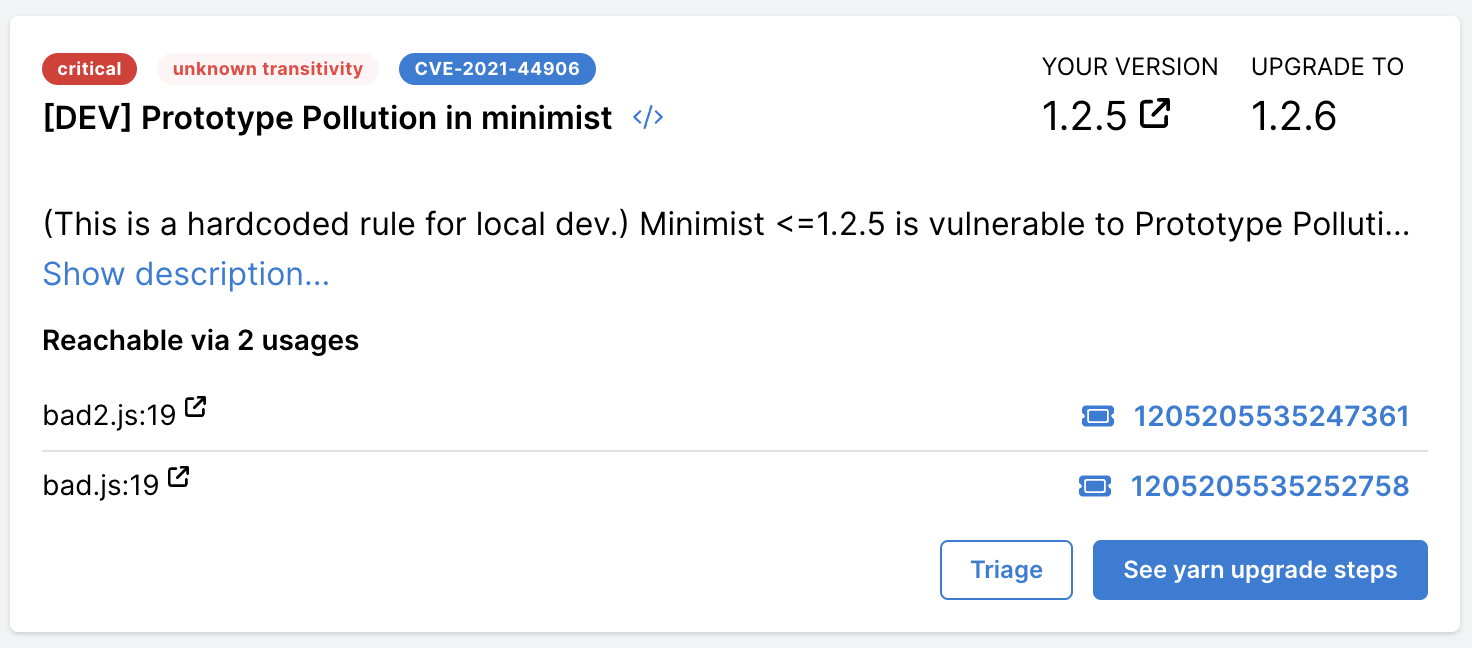 critical unknown transitivity CVE-2021-44906
[DEV] Prototype Pollution in minimist </>
YOUR VERSION UPGRADE TO
1.2.5 1.2.6
(This is a hardcoded rule for local dev.) Minimist <=1.2.5 is vulnerable to Prototype Polluti...
Show description...
Reachable via 2 usages
bad2.js:19 1205205535247361
bad.js:19 1205205535252758
Triage See yarn upgrade steps